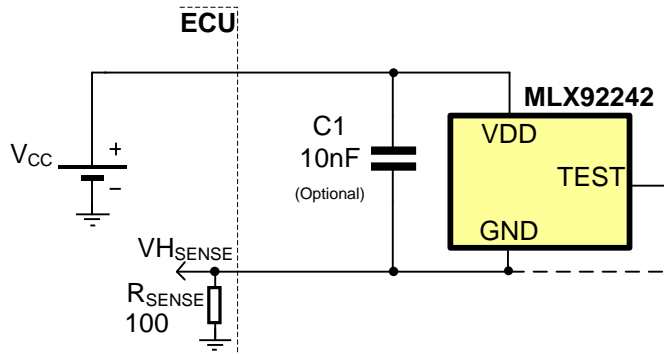 ECU
MLX92242
VCC
+
−
C1
10nF
(Optional)
VDD
TEST
GND
VHSENSE
RSENSE
100